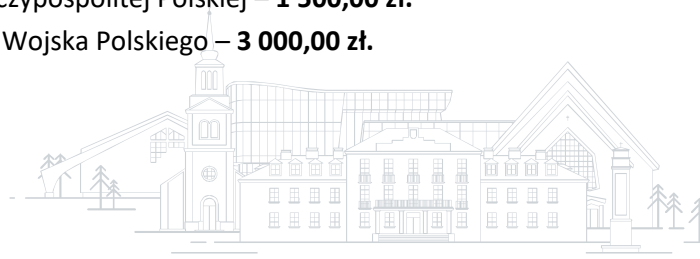 czypospolitej Polskiej – 1 500,00 zł.
Wojska Polskiego – 3 000,00 zł.